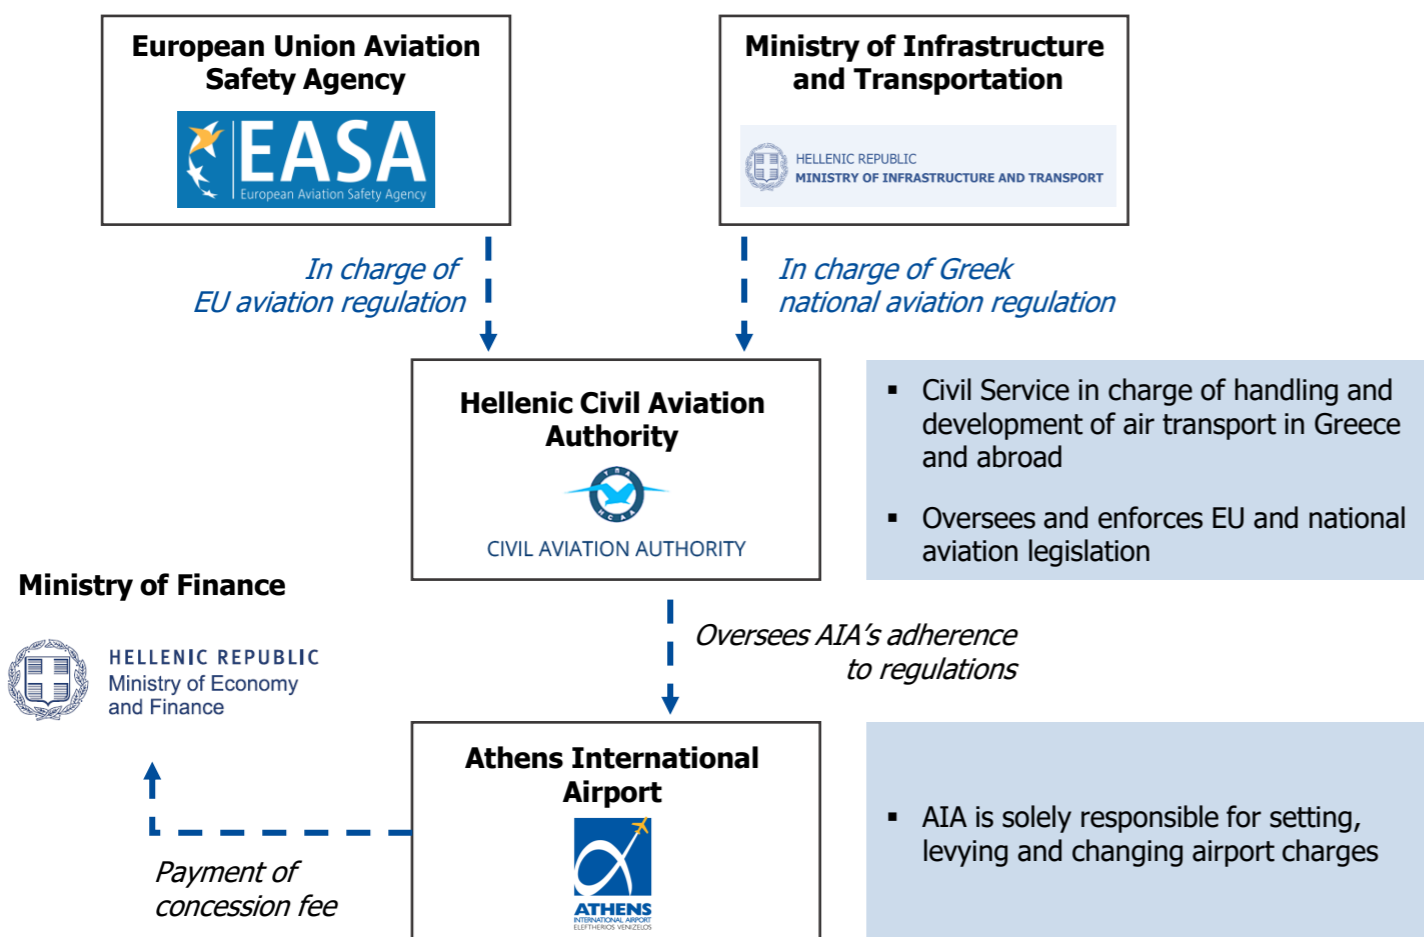 European Union Aviation
Safety Agency
EASA
European Aviation Safety Agency
Ministry of Infrastructure
and Transportation
HELLENIC REPUBLIC
MINISTRY OF INFRASTRUCTURE AND TRANSPORT
In charge of
EU aviation regulation
In charge of Greek
national aviation regulation
Hellenic Civil Aviation
Authority
ΥΠΑ
HCAA
CIVIL AVIATION AUTHORITY
▪ Civil Service in charge of handling and
development of air transport in Greece
and abroad
▪ Oversees and enforces EU and national
aviation legislation
Ministry of Finance
HELLENIC REPUBLIC
Ministry of Economy
and Finance
Oversees AIA’s adherence
to regulations
Athens International
Airport
ATHENS
INTERNATIONAL AIRPORT
ELEFTHERIOS VENIZELOS
▪ AIA is solely responsible for setting,
levying and changing airport charges
Payment of
concession fee